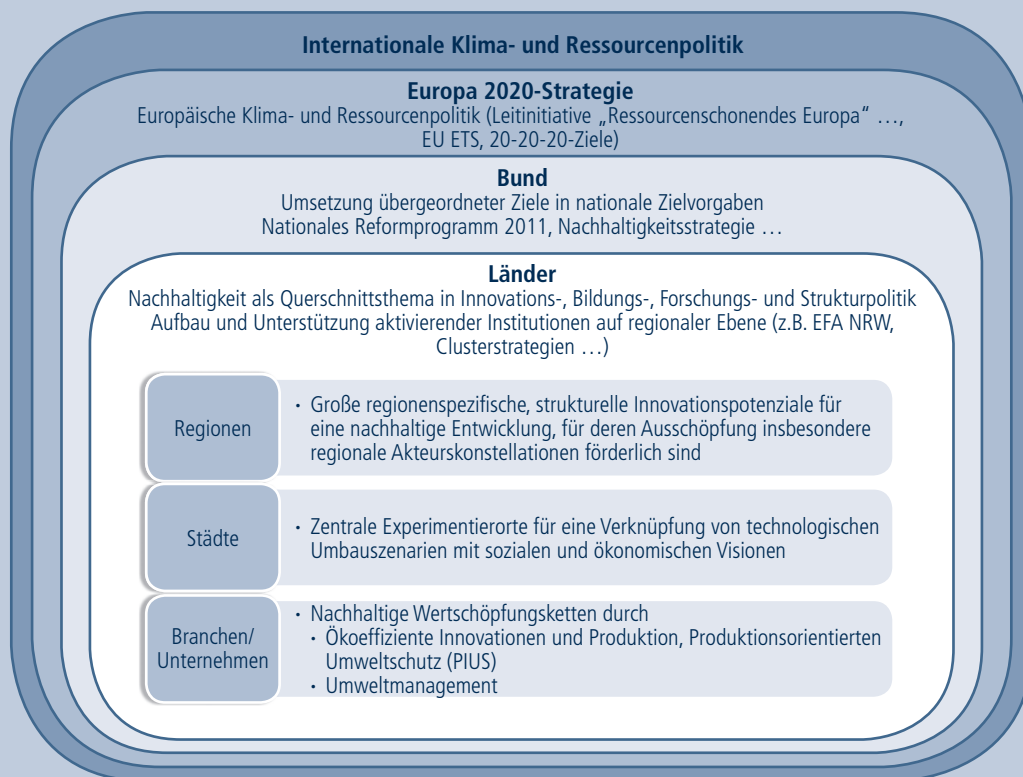 Internationale Klima- und Ressourcenpolitik
Europa 2020-Strategie
Europäische Klima- und Ressourcenpolitik (Leitinitiative „Ressourcenschonendes Europa“ …,
EU ETS, 20-20-20-Ziele)
Bund
Umsetzung übergeordneter Ziele in nationale Zielvorgaben
Nationales Reformprogramm 2011, Nachhaltigkeitsstrategie …
Länder
Nachhaltigkeit als Querschnittsthema in Innovations-, Bildungs-, Forschungs- und Strukturpolitik
Aufbau und Unterstützung aktivierender Institutionen auf regionaler Ebene (z.B. EFA NRW,
Clusterstrategien …)
Regionen
• Große regionenspezifische, strukturelle Innovationspotenziale für
eine nachhaltige Entwicklung, für deren Ausschöpfung insbesondere
regionale Akteurskonstellationen förderlich sind
Städte
• Zentrale Experimentierorte für eine Verknüpfung von technologischen
Umbauszenarien mit sozialen und ökonomischen Visionen
Branchen/
Unternehmen
• Nachhaltige Wertschöpfungsketten durch
• Ökoeffiziente Innovationen und Produktion, Produktionsorientierten
Umweltschutz (PIUS)
• Umweltmanagement